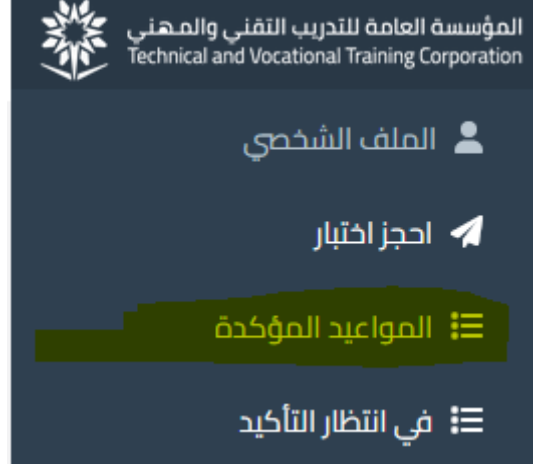 المؤسسة العامة للتدريب التقني والمهني
Technical and Vocational Training Corporation
الملف الشخصي
احجز اختبار
المواعيد المؤكدة
في انتظار التأكيد